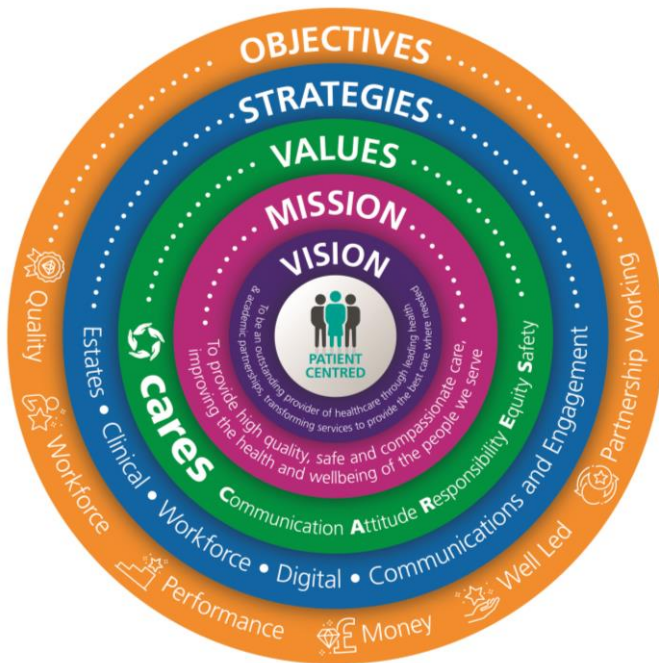 OBJECTIVES
STRATEGIES
VALUES
MISSION
VISION
PATIENT
CENTRED
To be an outstanding provider of healthcare through leading health
& academic partnerships, transforming services to provide the best care where needed
To provide high quality, safe and compassionate care,
improving the health and wellbeing of the people we serve
cares
Communication Attitude Responsibility Equity Safety
Estates • Clinical • Workforce • Digital • Communications and Engagement
Quality
Workforce
Performance
£ Money
Well Led
Partnership Working